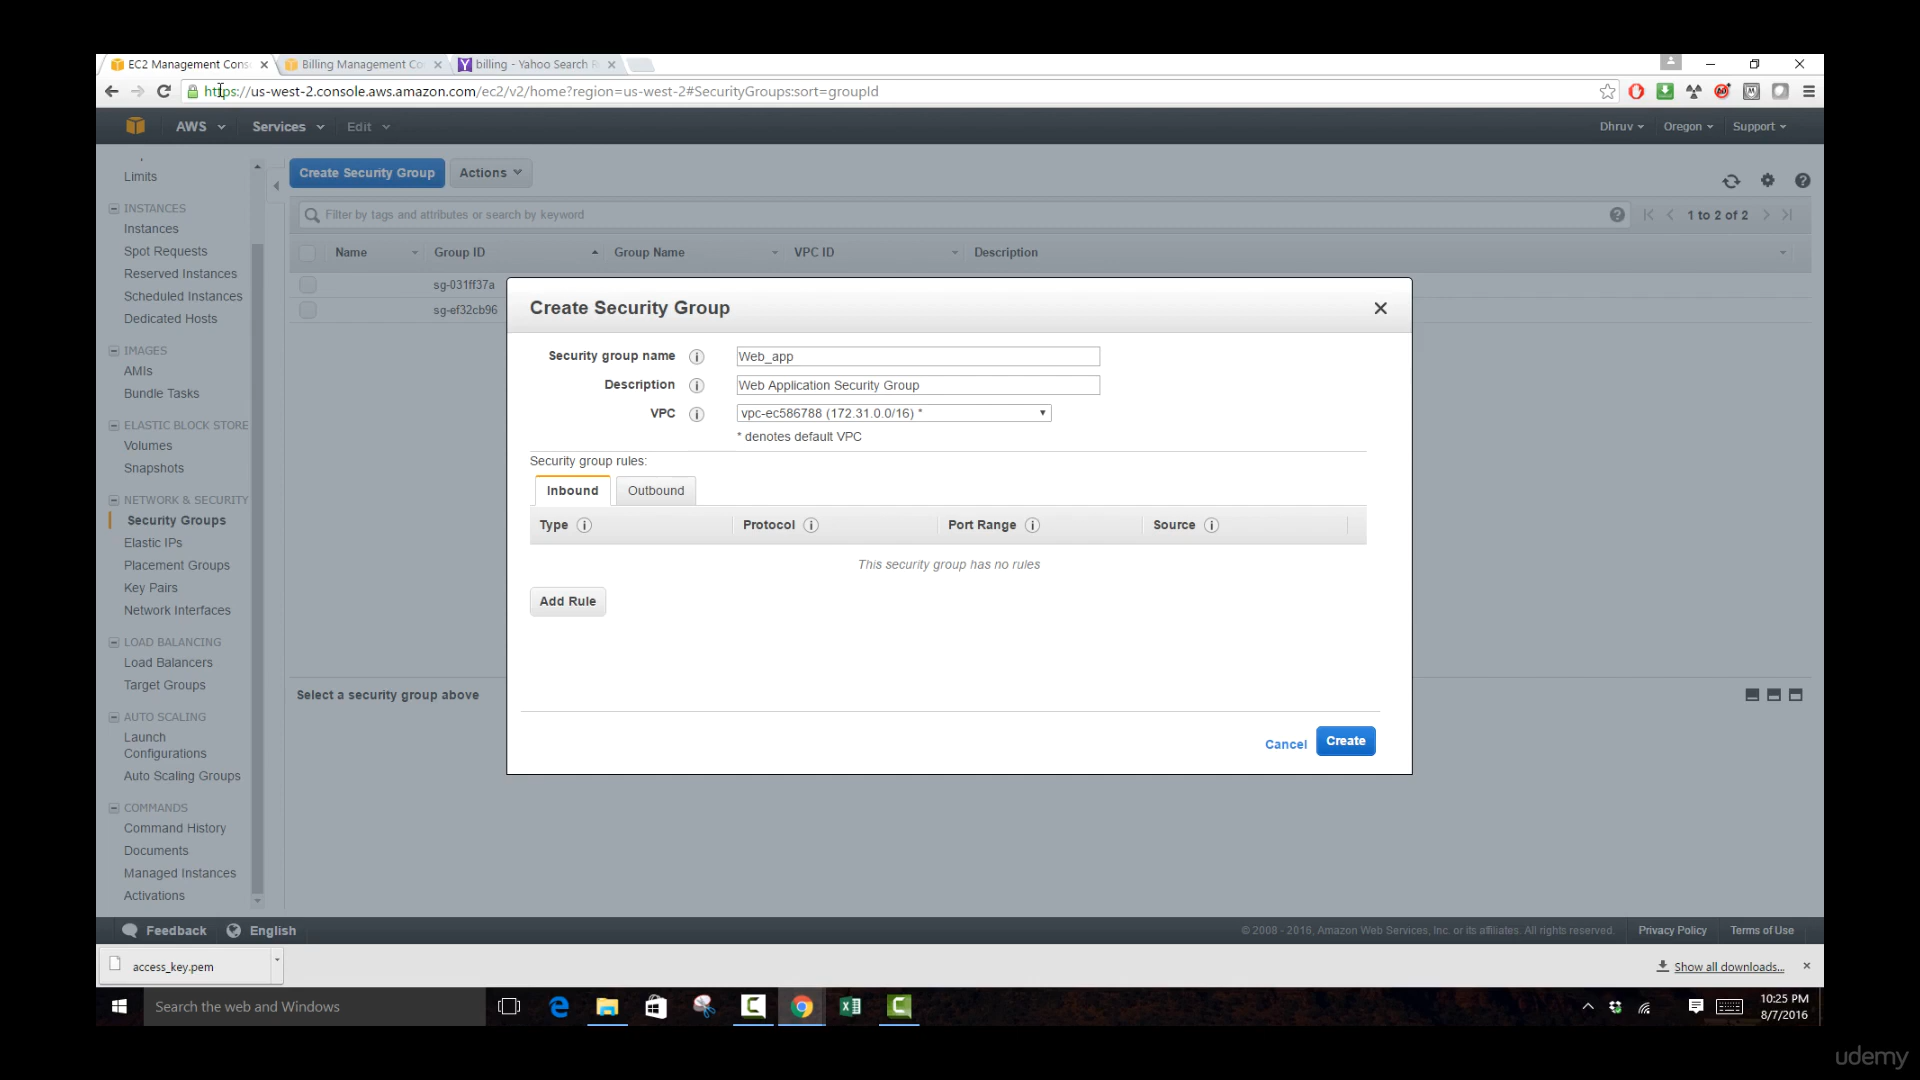 EC2 Management Cons
Billing Management Co
billing - Yahoo Search R
https://us-west-2.console.aws.amazon.com/ec2/v2/home?region=us-west-2#SecurityGroups:sort=groupId
AWS Services Edit
Dhruv Oregon Support
Limits
INSTANCES
Instances
Spot Requests
Reserved Instances
Scheduled Instances
Dedicated Hosts
IMAGES
AMIs
Bundle Tasks
ELASTIC BLOCK STORE
Volumes
Snapshots
NETWORK & SECURITY
Security Groups
Elastic IPs
Placement Groups
Key Pairs
Network Interfaces
LOAD BALANCING
Load Balancers
Target Groups
AUTO SCALING
Launch
Configurations
Auto Scaling Groups
COMMANDS
Command History
Documents
Managed Instances
Activations
Create Security Group Actions
Filter by tags and attributes or search by keyword
1 to 2 of 2
Name Group ID Group Name VPC ID Description
sg-031ff37a
sg-ef32cb96
Create Security Group
Security group name Web_app
Description Web Application Security Group
VPC vpc-ec586788 (172.31.0.0/16) *
* denotes default VPC
Security group rules:
Inbound Outbound
Type Protocol Port Range Source
This security group has no rules
Add Rule
Cancel Create
Select a security group above
Feedback English
© 2008 - 2016, Amazon Web Services, Inc. or its affiliates. All rights reserved. Privacy Policy Terms of Use
access_key.pem
Show all downloads...
Search the web and Windows
10:25 PM
8/7/2016
udemy